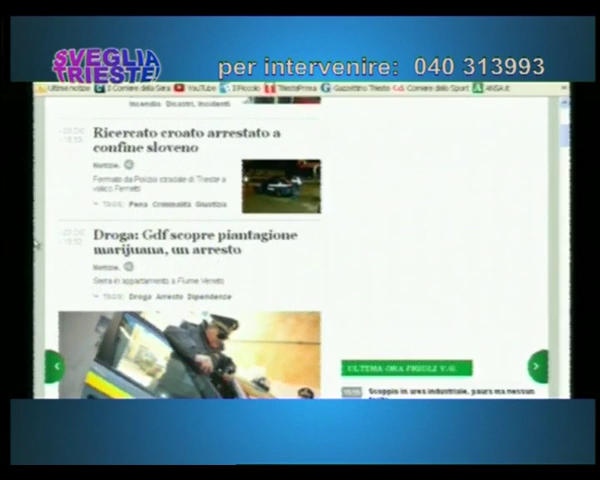 SVEGLIA
TRIESTE
per intervenire: 040 313993
Ultime notizie Il Corriere della Sera YouTube Il Piccolo TriestePrima Gazzettino Trieste Corriere dello Sport ANSA.it
Incendio Disastri, Incidenti
Ricercato croato arrestato a
confine sloveno
Notizie.
Fermato da Polizia stradale di Trieste a
valico Fernetti
TAGS: Pena Criminalità Giustizia
Droga: Gdf scopre piantagione
marijuana, un arresto
Notizie.
Serra in appartamento a Fiume Veneto
TAGS: Droga Arresto Dipendenze
ULTIMA ORA FRIULI V.G.
Scoppio in area industriale, paura ma nessun